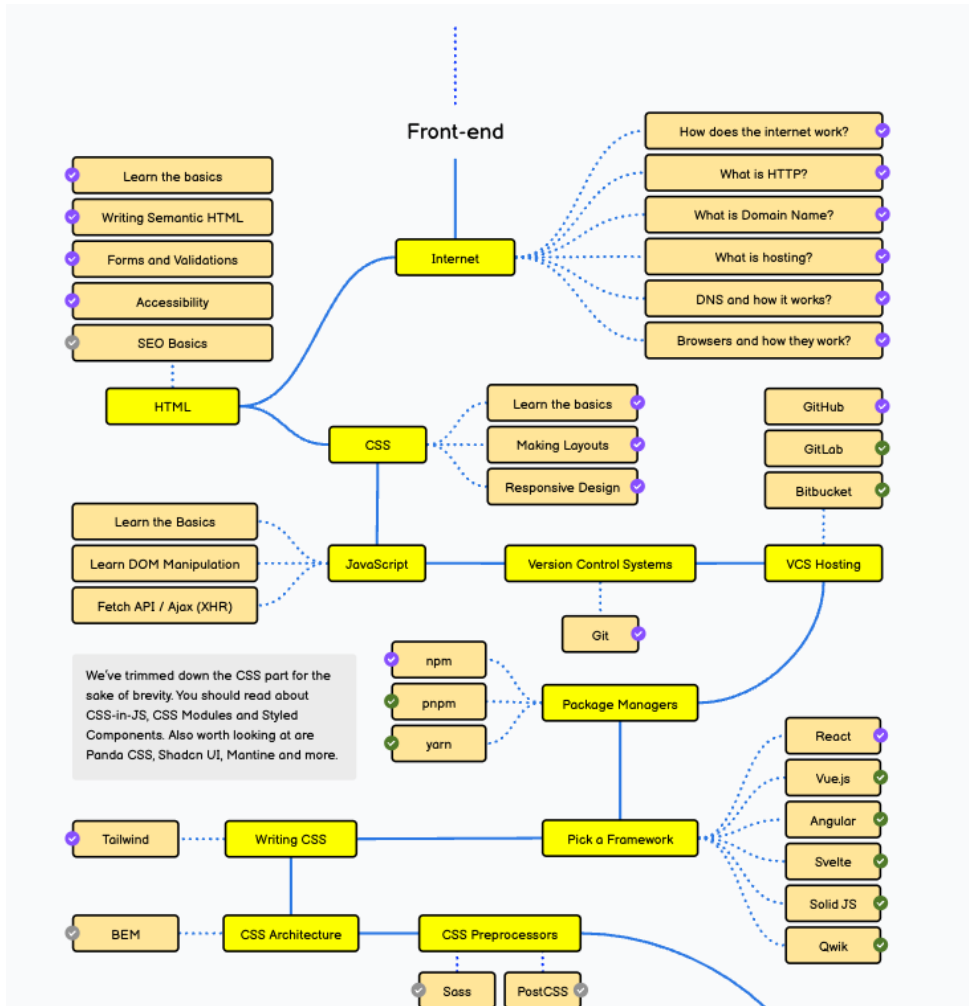 Front-end
How does the internet work?
What is HTTP?
What is Domain Name?
What is hosting?
DNS and how it works?
Browsers and how they work?
Internet
Learn the basics
Writing Semantic HTML
Forms and Validations
Accessibility
SEO Basics
HTML
CSS
Learn the basics
Making Layouts
Responsive Design
GitHub
GitLab
Bitbucket
Learn the Basics
Learn DOM Manipulation
Fetch API / Ajax (XHR)
JavaScript
Version Control Systems
VCS Hosting
Git
We've trimmed down the CSS part for the
sake of brevity. You should read about
CSS-in-JS, CSS Modules and Styled
Components. Also worth looking at are
Panda CSS, Shadcn UI, Mantine and more.
npm
pnpm
yarn
Package Managers
React
Vue.js
Angular
Svelte
Solid JS
Qwik
Tailwind
Writing CSS
Pick a Framework
BEM
CSS Architecture
CSS Preprocessors
Sass
PostCSS